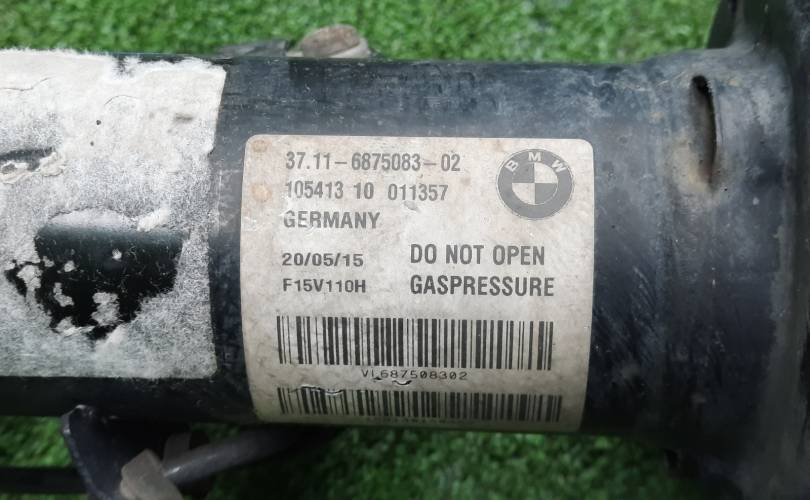 37.11-6875083-02
BMW
105413 10 011357
GERMANY
20/05/15 DO NOT OPEN
F15V110H GASPRESSURE
VL687508302